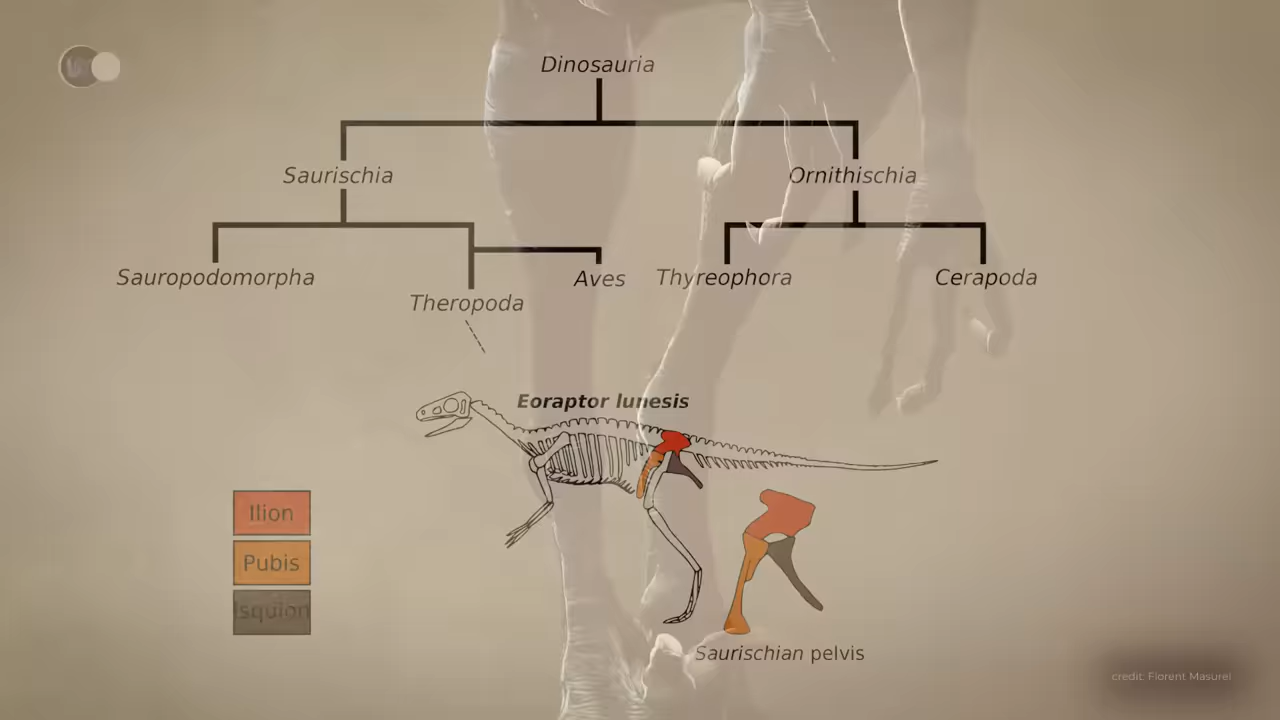 Dinosauria
Saurischia
Ornithischia
Sauropodomorpha
Theropoda
Aves
Thyreophora
Cerapoda
Eoraptor lunesis
Ilion
Pubis
Isquion
Saurischian pelvis
credit: Florent Masurel